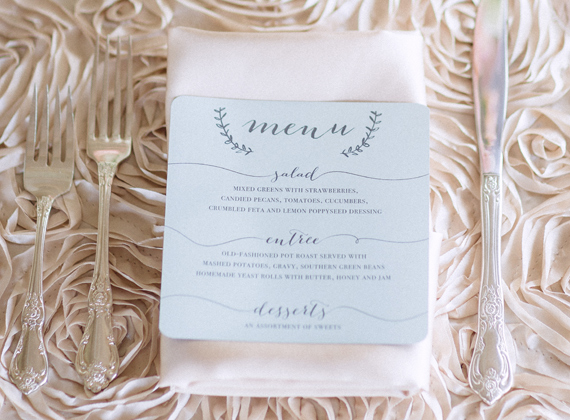 menu
salad
MIXED GREENS WITH STRAWBERRIES,
CANDIED PECANS, TOMATOES, CUCUMBERS,
CRUMBLED FETA AND LEMON POPPYSEED DRESSING
entree
OLD-FASHIONED POT ROAST SERVED WITH
MASHED POTATOES, GRAVY, SOUTHERN GREEN BEANS
HOMEMADE YEAST ROLLS WITH BUTTER, HONEY AND JAM
desserts
AN ASSORTMENT OF SWEETS